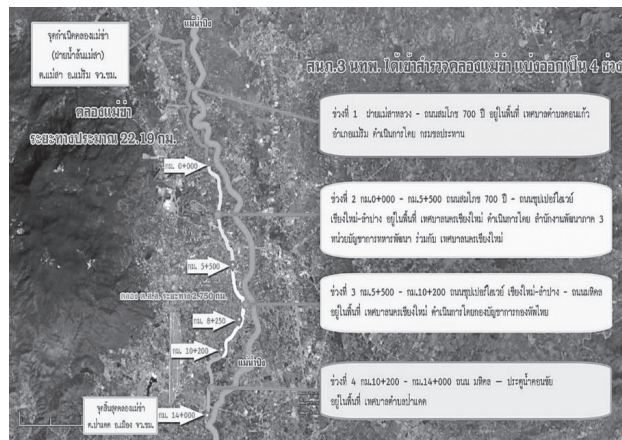 แม่น้ำปิง
จุดกำเนิดคลองแม่ข่า
(ฝายน้ำล้นแม่สา)
ต.แม่สา อ.แม่ริม จว.ชม.
สนภ.3 นทพ. ได้เข้าสำรวจคลองแม่ข่า แบ่งออกเป็น 4 ช่วง
คลองแม่ข่า
ระยะทางประมาณ 22.19 กม.
ช่วงที่ 1 ฝายแม่สาหลวง - ถนนสมโภช 700 ปี อยู่ในพื้นที่ เทศบาลตำบลดอนแก้ว
อำเภอแม่ริม ดำเนินการโดย กรมชลประทาน
กม. 0+000
ช่วงที่ 2 กม.0+000 - กม.5+500 ถนนสมโภช 700 ปี - ถนนซุปเปอร์ไฮเวย์
เชียงใหม่-ลำปาง อยู่ในพื้นที่ เทศบาลนครเชียงใหม่ ดำเนินการโดย สำนักงานพัฒนาภาค 3
หน่วยบัญชาการทหารพัฒนา ร่วมกับ เทศบาลนครเชียงใหม่
กม. 5+500
ช่วงที่ 3 กม.5+500 - กม.10+200 ถนนซุปเปอร์ไฮเวย์ เชียงใหม่-ลำปาง - ถนนมหิดล
อยู่ในพื้นที่ เทศบาลนครเชียงใหม่ ดำเนินการโดยกองบัญชาการกองทัพไทย
ระยะทาง 2.750 กม.
กม. 8+250
กม. 10+200
แม่น้ำปิง
ช่วงที่ 4 กม.10+200 - กม.14+000 ถนน มหิดล – ประตูน้ำดอนชัย
อยู่ในพื้นที่ เทศบาลตำบลป่าแดด
จุดสิ้นสุดคลองแม่ข่า
ต.ป่าแดด อ.เมือง จว.ชม.
กม. 14+000